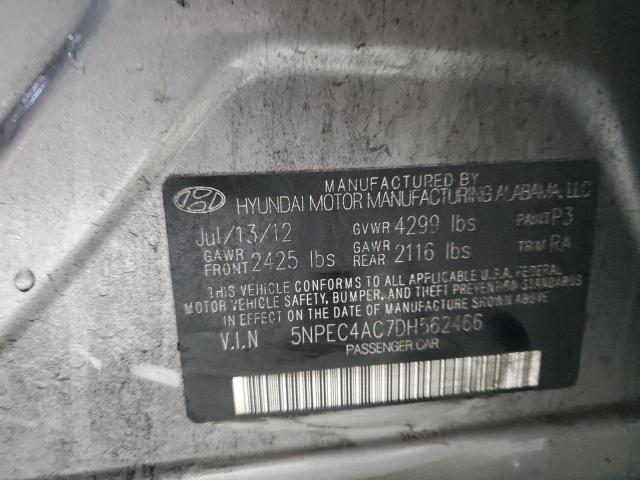 MANUFACTURED BY
HYUNDAI MOTOR MANUFACTURING ALABAMA, LLC
Jul/13/12 GVWR 4299 lbs PAINT P3
GAWR FRONT 2425 lbs GAWR REAR 2116 lbs TRIM RA
THIS VEHICLE CONFORMS TO ALL APPLICABLE U.S.A. FEDERAL
MOTOR VEHICLE SAFETY, BUMPER, AND THEFT PREVENTION STANDARDS
IN EFFECT ON THE DATE OF MANUFACTURE SHOWN ABOVE
V.I.N 5NPEC4AC7DH562466
PASSENGER CAR